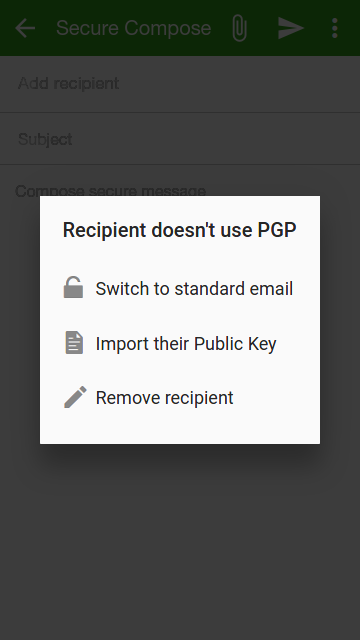 Secure Compose
Add recipient
Subject
Compose secure message
Recipient doesn't use PGP
Switch to standard email
Import their Public Key
Remove recipient